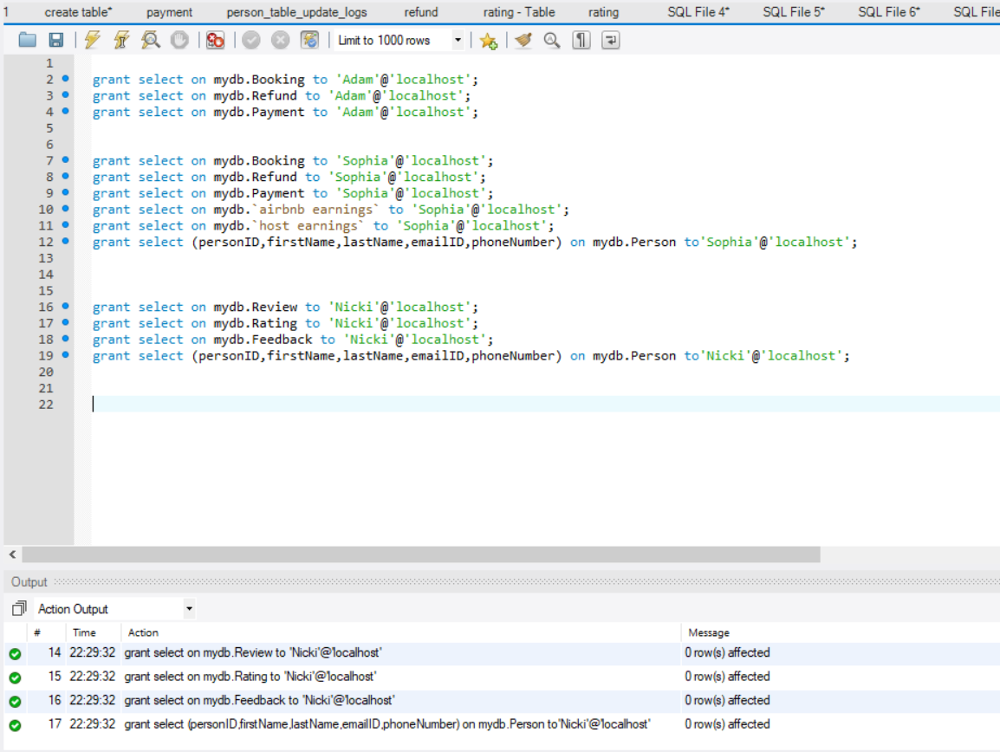 1 create table* payment person_table_update_logs refund rating - Table rating SQL File 4* SQL File 5* SQL File 6* SQL File
Limit to 1000 rows
1
2 grant select on mydb.Booking to 'Adam'@'localhost';
3 grant select on mydb.Refund to 'Adam'@'localhost';
4 grant select on mydb.Payment to 'Adam'@'localhost';
5
6
7 grant select on mydb.Booking to 'Sophia'@'localhost';
8 grant select on mydb.Refund to 'Sophia'@'localhost';
9 grant select on mydb.Payment to 'Sophia'@'localhost';
10 grant select on mydb.`airbnb earnings` to 'Sophia'@'localhost';
11 grant select on mydb.`host earnings` to 'Sophia'@'localhost';
12 grant select (personID,firstName,lastName,emailID,phoneNumber) on mydb.Person to'Sophia'@'localhost';
13
14
15
16 grant select on mydb.Review to 'Nicki'@'localhost';
17 grant select on mydb.Rating to 'Nicki'@'localhost';
18 grant select on mydb.Feedback to 'Nicki'@'localhost';
19 grant select (personID,firstName,lastName,emailID,phoneNumber) on mydb.Person to'Nicki'@'localhost';
20
21
22
Output
Action Output
# Time Action Message
14 22:29:32 grant select on mydb.Review to 'Nicki'@'localhost' 0 row(s) affected
15 22:29:32 grant select on mydb.Rating to 'Nicki'@'localhost' 0 row(s) affected
16 22:29:32 grant select on mydb.Feedback to 'Nicki'@'localhost' 0 row(s) affected
17 22:29:32 grant select (personID,firstName,lastName,emailID,phoneNumber) on mydb.Person to'Nicki'@'localhost' 0 row(s) affected